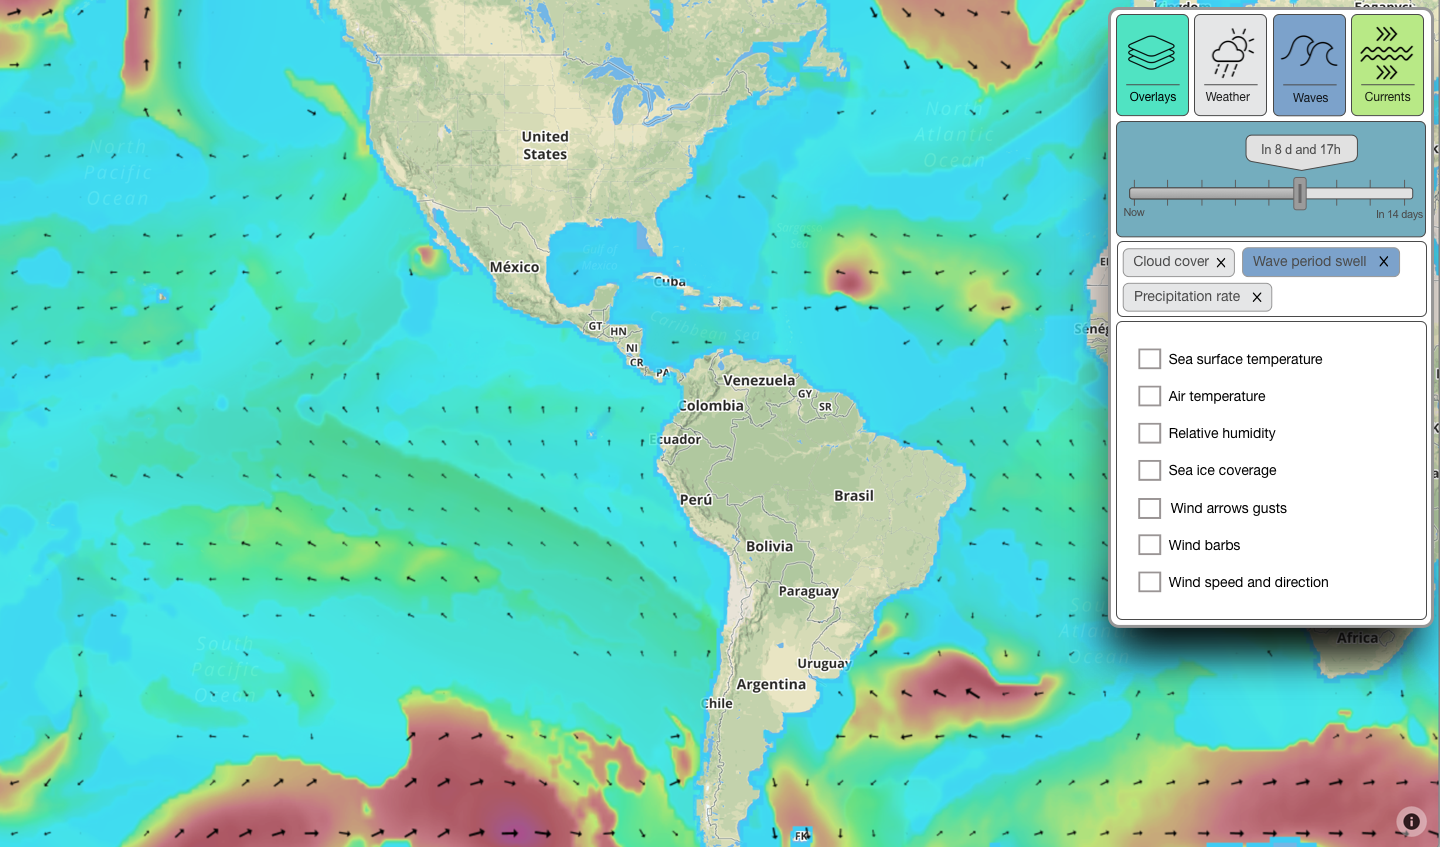 Kingdom
Беларусь
Overlays
Weather
Waves
Currents
North
Atlantic
Ocean
United
States
North
Pacific
Ocean
In 8 d and 17h
Now
In 14 days
Sargasso
Sea
Gulf of
Mexico
México
Cuba
Cloud cover X
Wave period swell X
Precipitation rate X
GT
HN
Caribbean Sea
NI
CR
PA
Venezuela
GY
SR
Colombia
Ecuador
Perú
Brasil
Bolivia
Paraguay
Uruguay
Argentina
Chile
South
Pacific
Ocean
FK
Sea surface temperature
Air temperature
Relative humidity
Sea ice coverage
Wind arrows gusts
Wind barbs
Wind speed and direction
Atlantic
Ocean
Africa